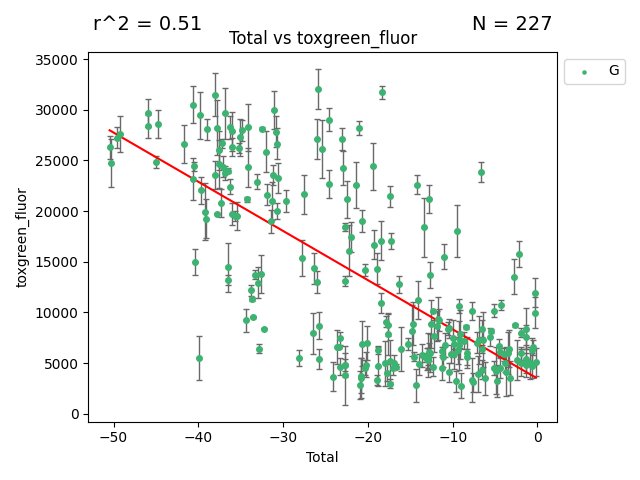 r^2 = 0.51
N = 227
Total vs toxgreen_fluor
G
35000
30000
25000
20000
15000
10000
5000
0
toxgreen_fluor
−50
−40
−30
−20
−10
0
Total